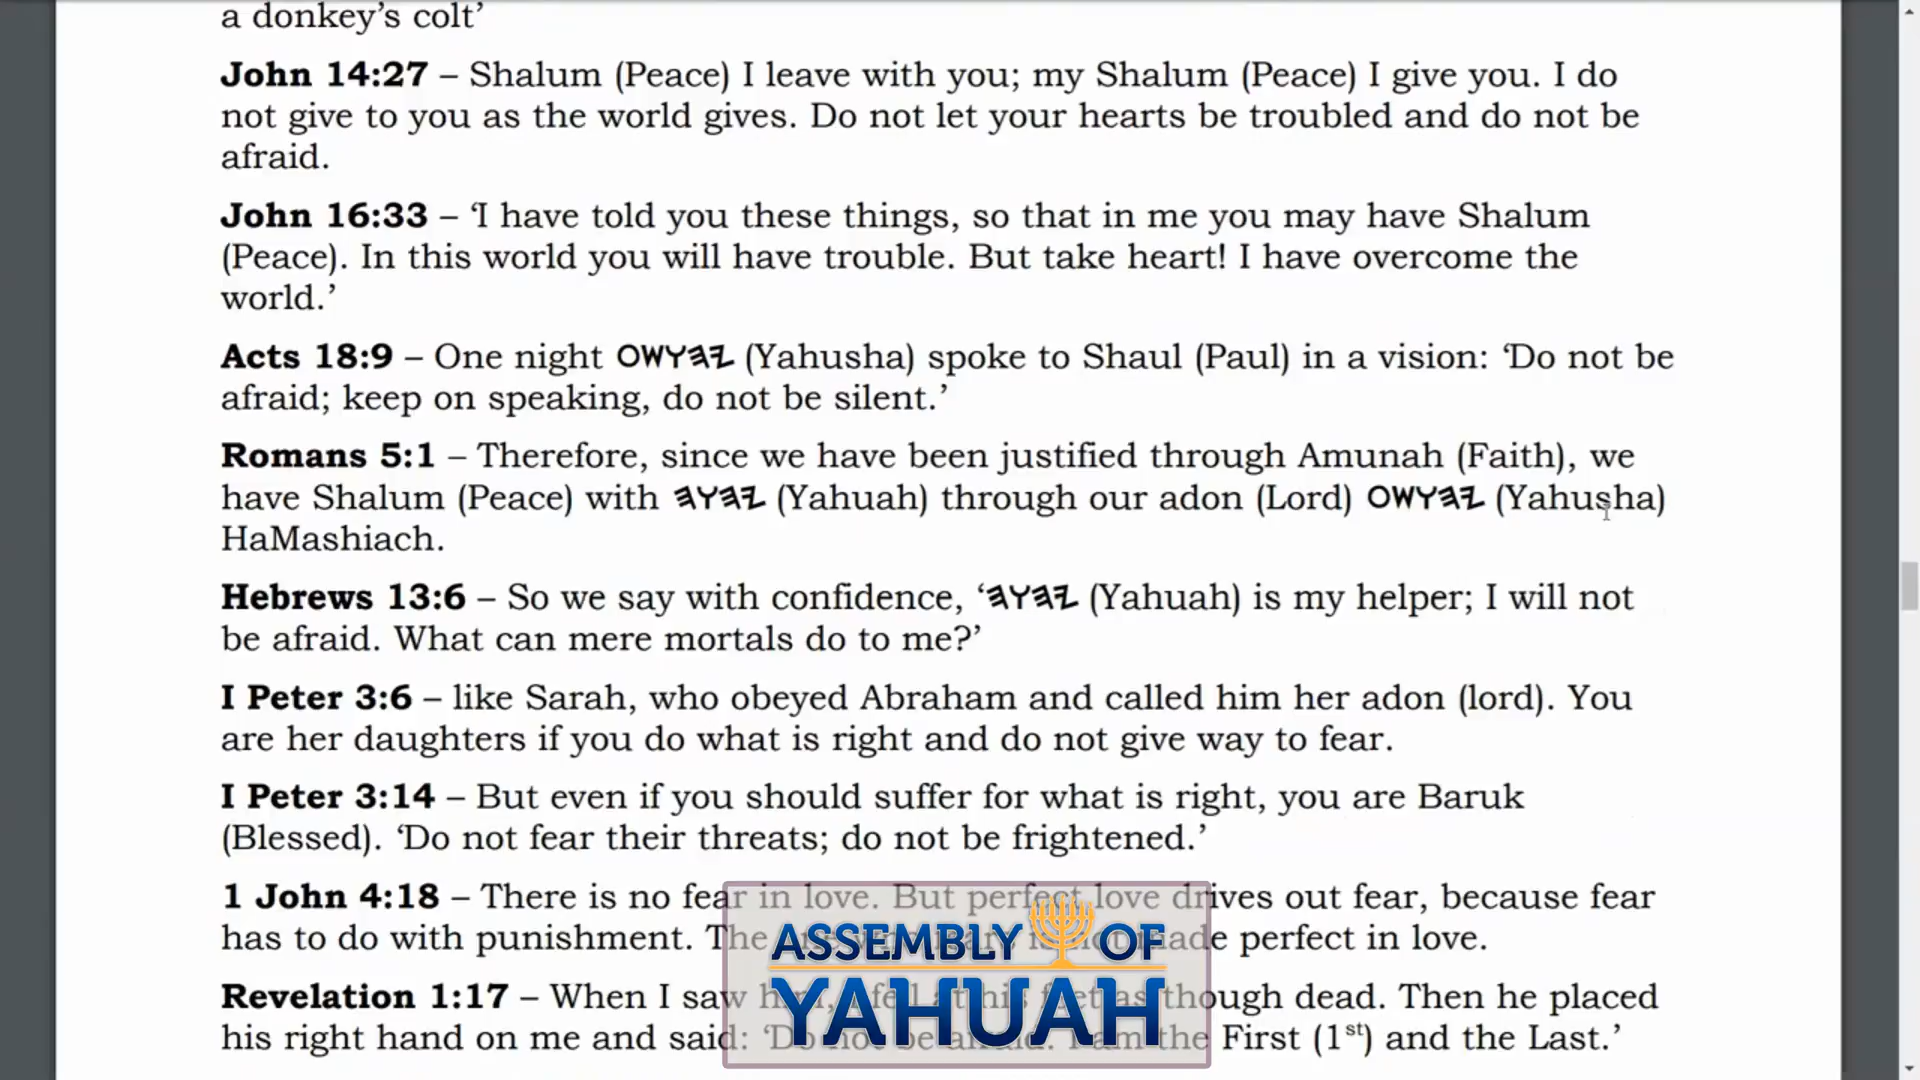 a donkey’s colt’
John 14:27 – Shalum (Peace) I leave with you; my Shalum (Peace) I give you. I do
not give to you as the world gives. Do not let your hearts be troubled and do not be
afraid.
John 16:33 – ‘I have told you these things, so that in me you may have Shalum
(Peace). In this world you will have trouble. But take heart! I have overcome the
world.’
Acts 18:9 – One night 𐤏𐤔𐤅𐤄𐤉 (Yahusha) spoke to Shaul (Paul) in a vision: ‘Do not be
afraid; keep on speaking, do not be silent.’
Romans 5:1 – Therefore, since we have been justified through Amunah (Faith), we
have Shalum (Peace) with 𐤄𐤅𐤄𐤉 (Yahuah) through our adon (Lord) 𐤏𐤔𐤅𐤄𐤉 (Yahusha)
HaMashiach.
Hebrews 13:6 – So we say with confidence, ‘𐤄𐤅𐤄𐤉 (Yahuah) is my helper; I will not
be afraid. What can mere mortals do to me?’
I Peter 3:6 – like Sarah, who obeyed Abraham and called him her adon (lord). You
are her daughters if you do what is right and do not give way to fear.
I Peter 3:14 – But even if you should suffer for what is right, you are Baruk
(Blessed). ‘Do not fear their threats; do not be frightened.’
1 John 4:18 – There is no fear in love. But perfect love drives out fear, because fear
has to do with punishment. The made perfect in love.
Revelation 1:17 – When I saw though dead. Then he placed
his right hand on me and said: ‘Do not be afraid. I am the First (1st) and the Last.’
ASSEMBLY OF
YAHUAH